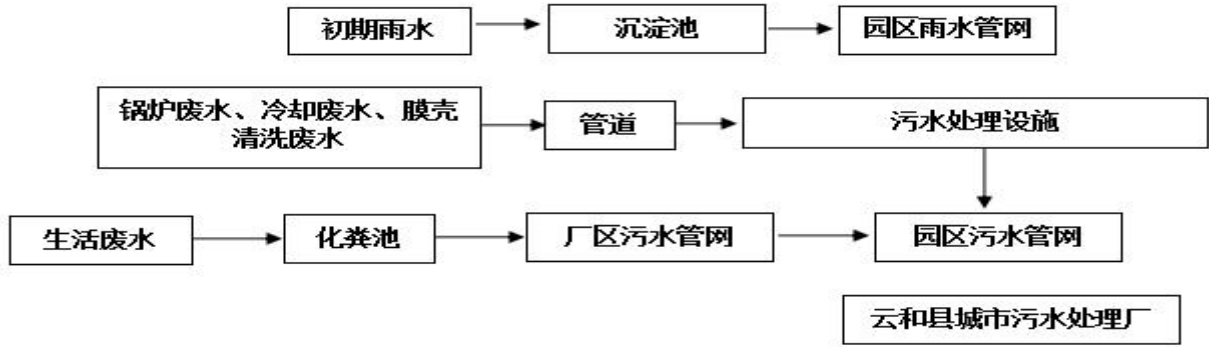 初期雨水
沉淀池
园区雨水管网
锅炉废水、冷却废水、膜壳
清洗废水
管道
污水处理设施
生活废水
化粪池
厂区污水管网
园区污水管网
云和县城市污水处理厂